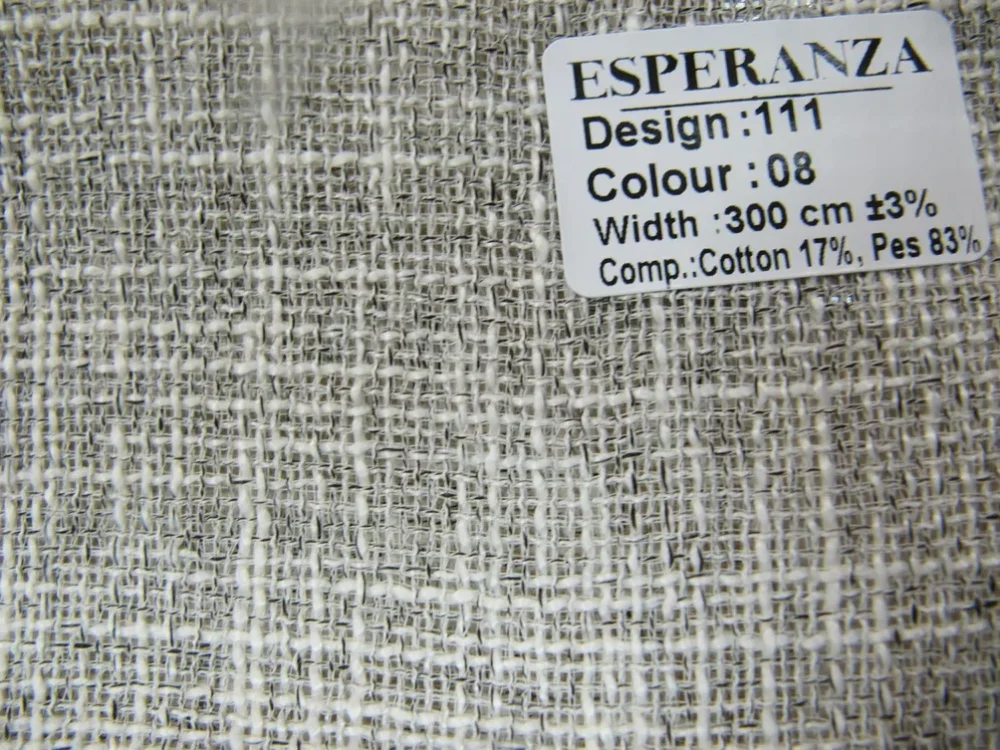 ESPERANZA
Design :111
Colour : 08
Width :300 cm ±3%
Comp.:Cotton 17%, Pes 83%